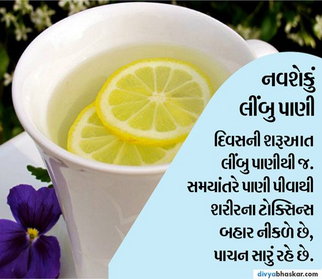 નવશેકું
લીંબુ પાણી
દિવસની શરૂઆત
લીંબુ પાણીથી જ.
સમયાંતરે પાણી પીવાથી
શરીરના ટોક્સિન્સ
બહાર નીકળે છે,
પાચન સારું રહે છે.
divyabhaskar.com